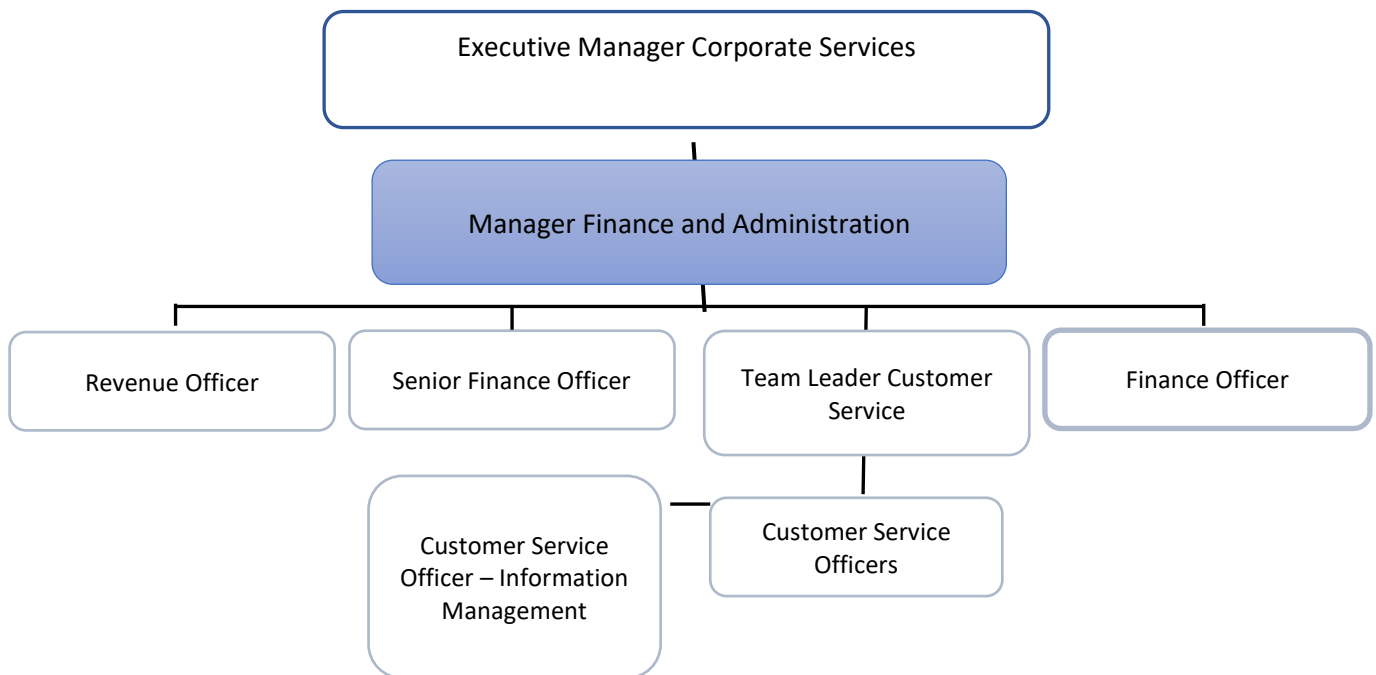 Executive Manager Corporate Services
Manager Finance and Administration
Revenue Officer
Senior Finance Officer
Team Leader Customer
Service
Finance Officer
Customer Service
Officer – Information
Management
Customer Service
Officers